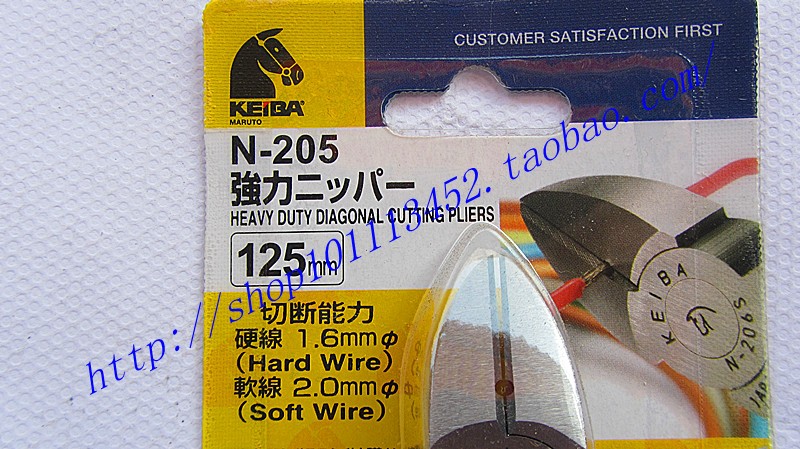 CUSTOMER SATISFACTION FIRST
KEIBA
MARUTO
N-205
強力ニッパー
HEAVY DUTY DIAGONAL CUTTING PLIERS
125mm
切断能力
硬線 1.6mmφ
(Hard Wire)
軟線 2.0mmφ
(Soft Wire)
KEIBA
N-206S
http://shop101113452.taobao.com/